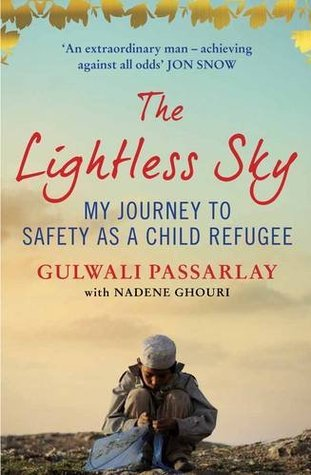 ‘An extraordinary man – achieving
against all odds’ JON SNOW
The
Lightless Sky
MY JOURNEY TO
SAFETY AS A CHILD REFUGEE
GULWALI PASSARLAY
with NADENE GHOURI